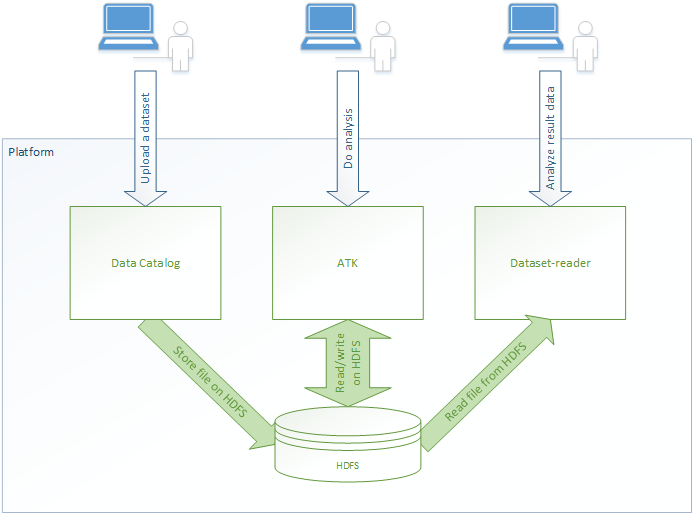 Upload a dataset
Do analysis
Analyze result data
Platform
Data Catalog
ATK
Dataset-reader
Store file on HDFS
Read/write
on HDFS
Read file from HDFS
HDFS